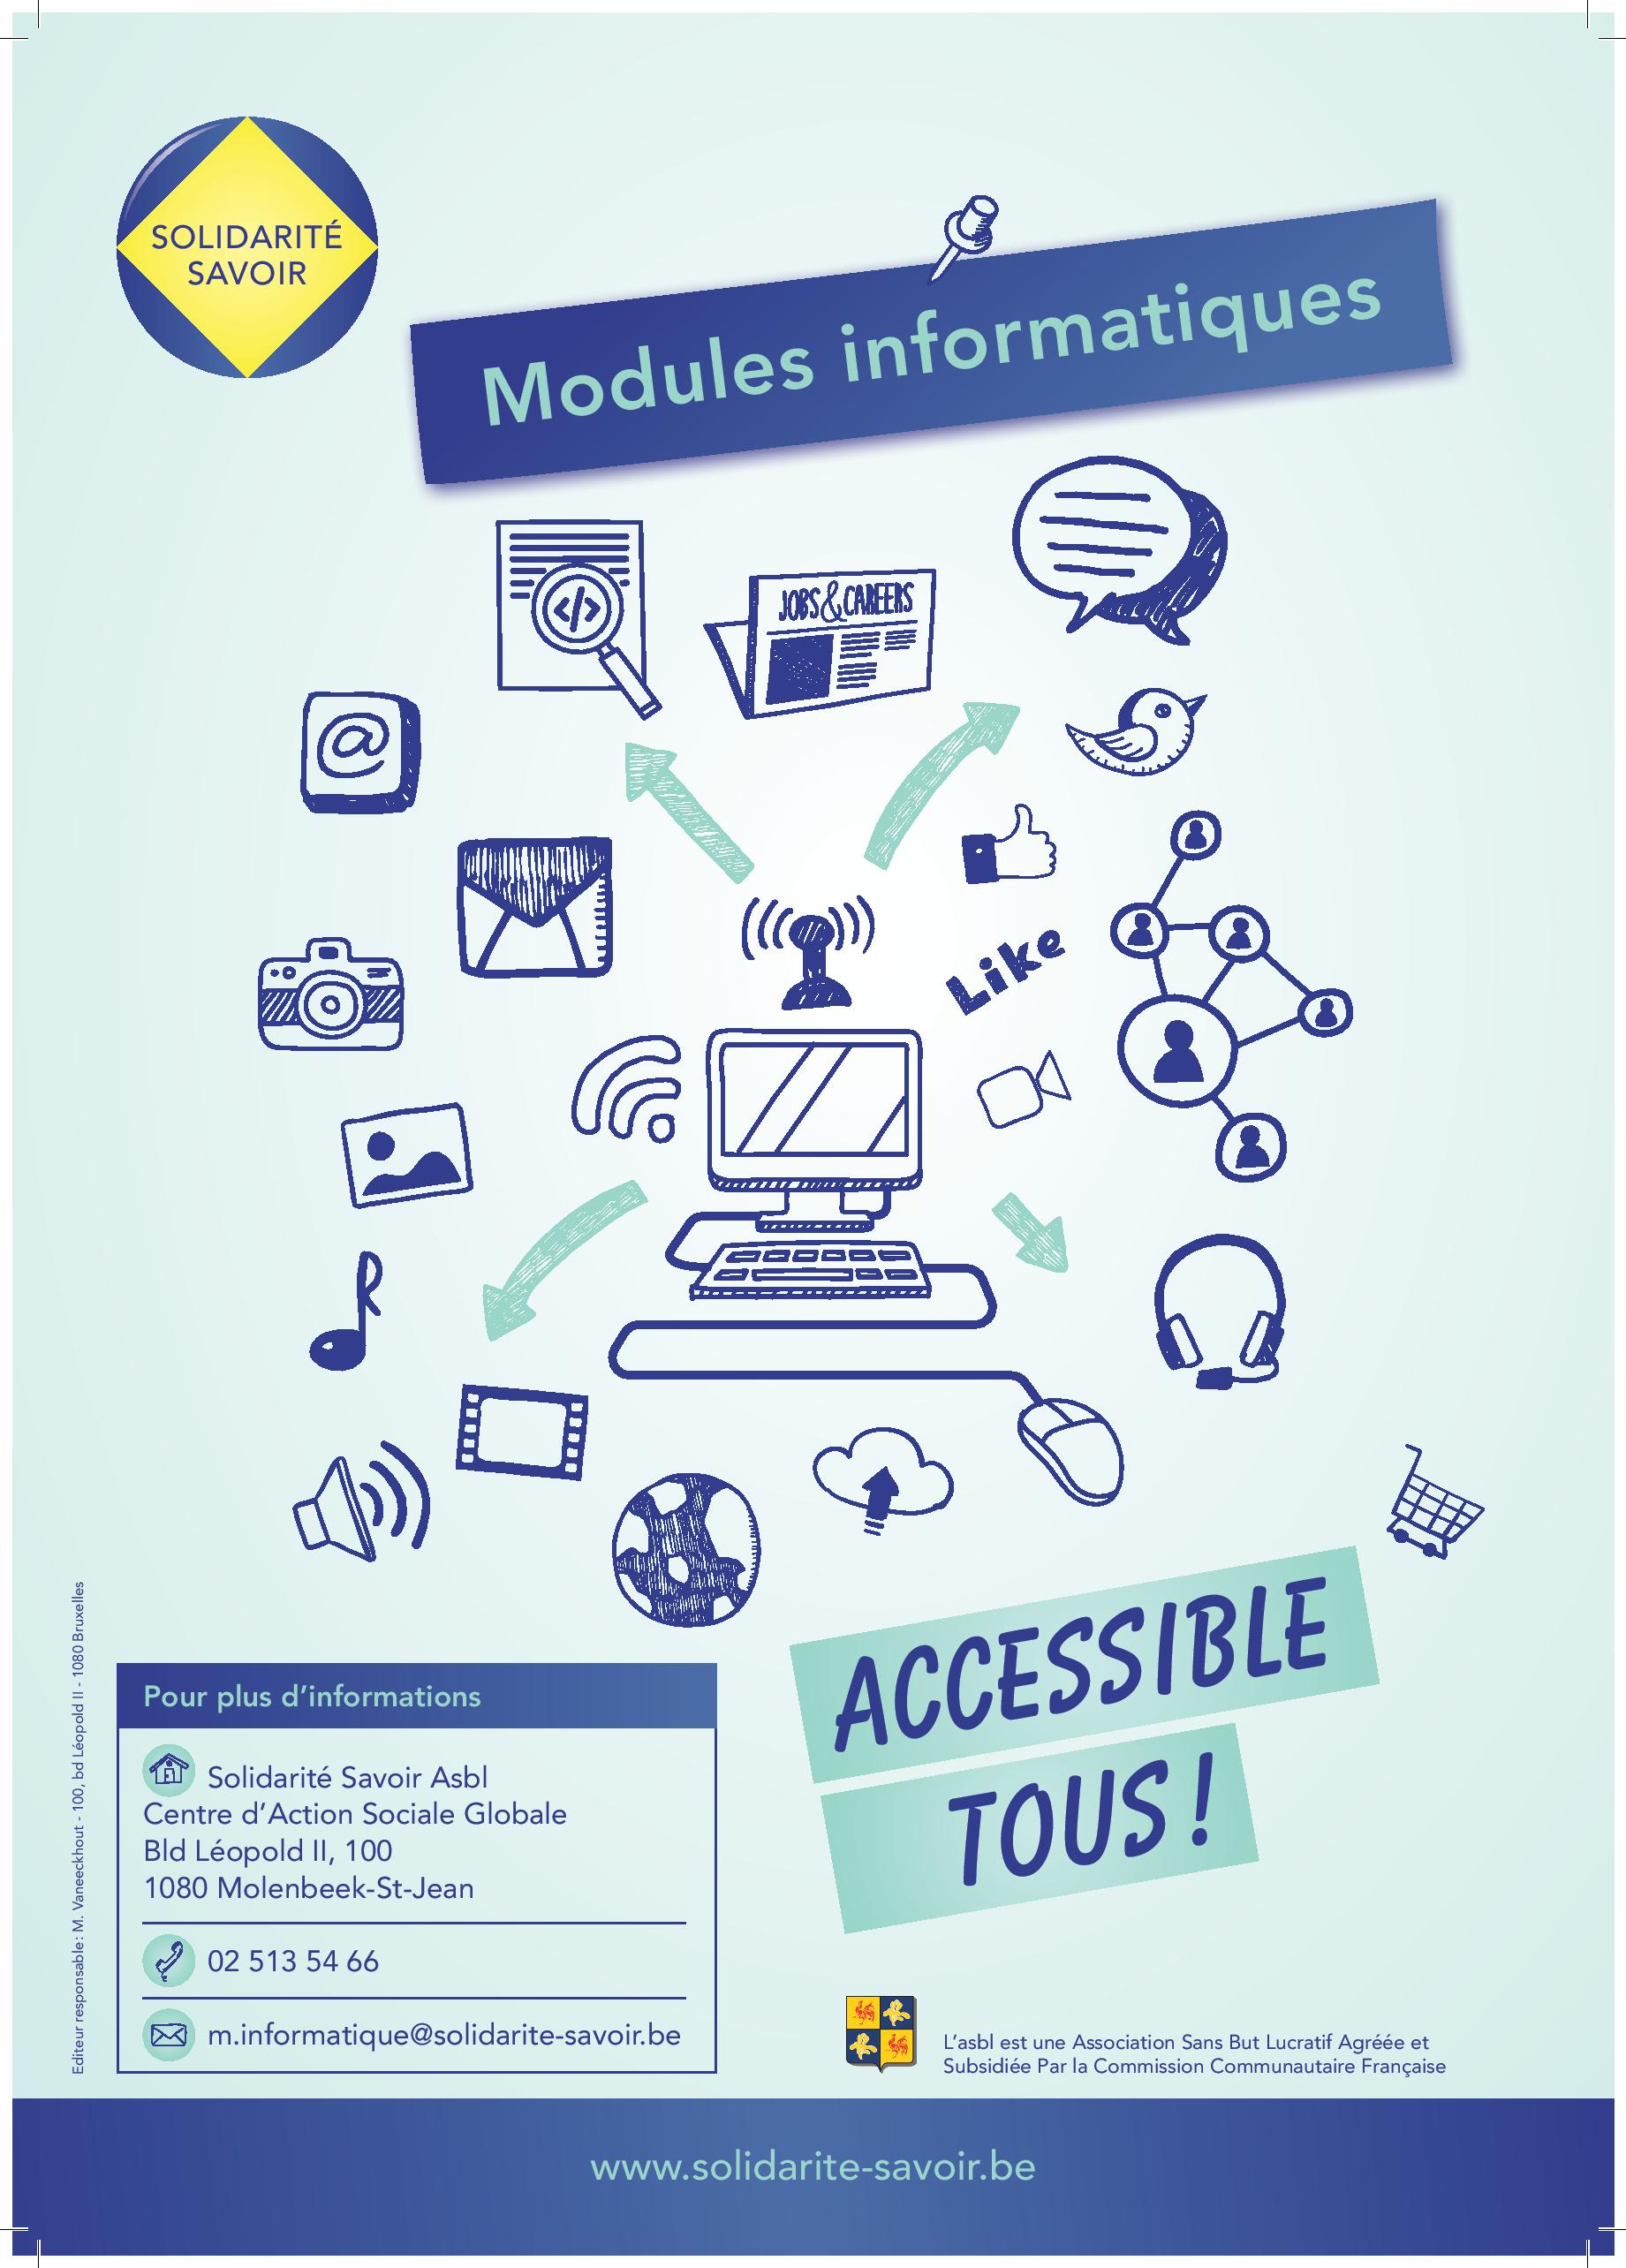 SOLIDARITÉ
SAVOIR
Modules informatiques
</>
JOBS&CAREERS
@
Like
ACCESSIBLE
TOUS !
Pour plus d’informations
Solidarité Savoir Asbl
Centre d’Action Sociale Globale
Bld Léopold II, 100
1080 Molenbeek-St-Jean
02 513 54 66
m.informatique@solidarite-savoir.be
Editeur responsable: M. Vaneeckhout - 100, bd Léopold II - 1080 Bruxelles
L’asbl est une Association Sans But Lucratif Agréée et
Subsidiée Par la Commission Communautaire Française
www.solidarite-savoir.be